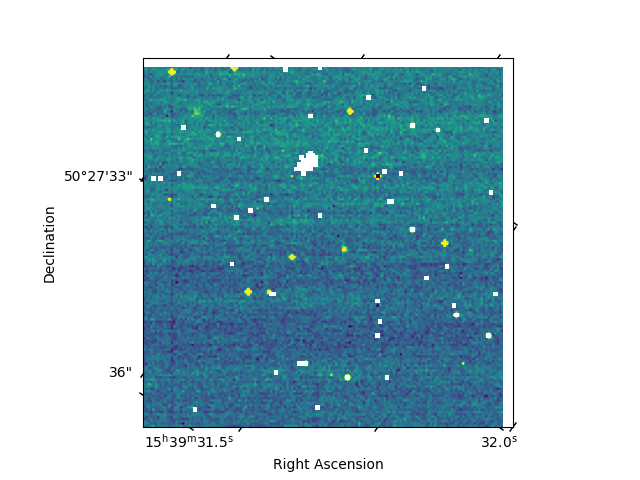 50°27'33"
Declination
36"
15ʰ39ᵐ31.5ˢ
32.0ˢ
Right Ascension